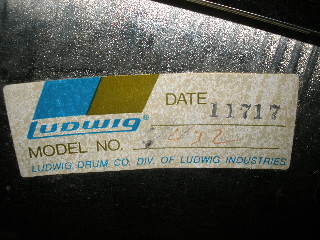 DATE 11717
Ludwig®
MODEL NO.
LUDWIG DRUM CO. DIV. OF LUDWIG INDUSTRIES